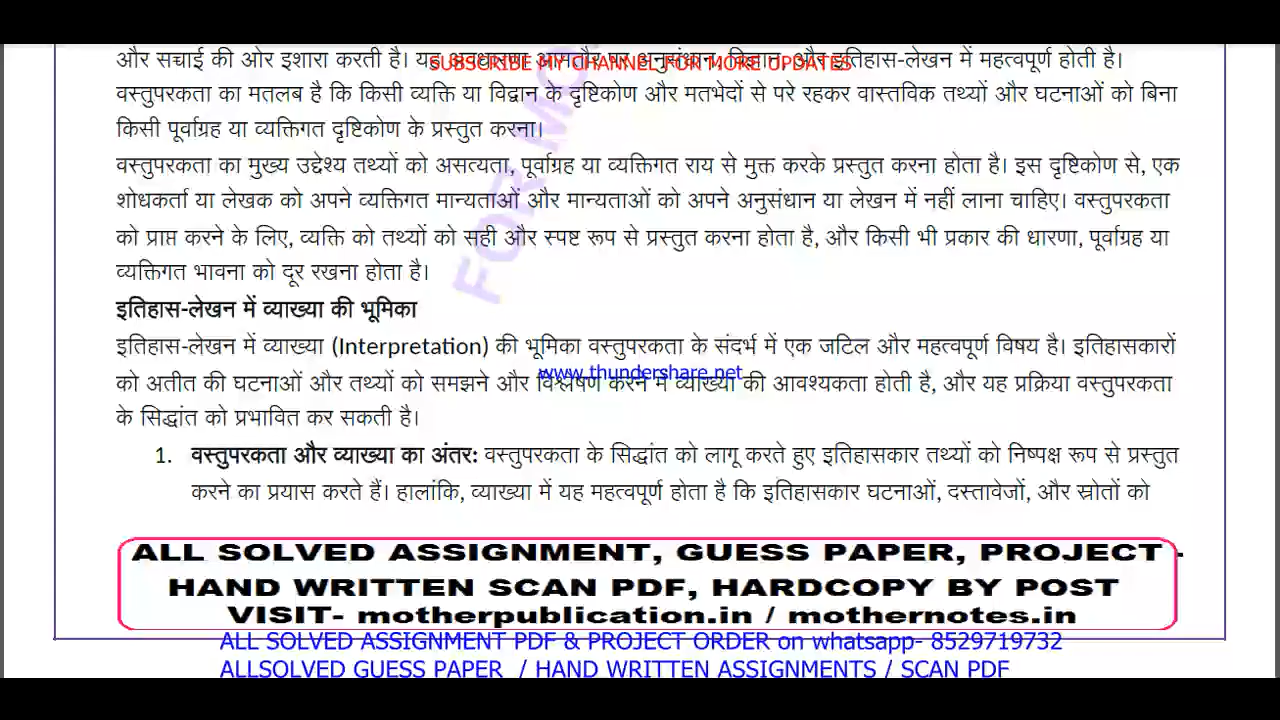 और सच्चाई की ओर इशारा करती है। यह अवधारणा आमतौर पर अनुसंधान, विज्ञान, और इतिहास-लेखन में महत्वपूर्ण होती है।
SUBSCRIBE MY CHANNEL FOR MORE UPDATES
वस्तुपरकता का मतलब है कि किसी व्यक्ति या विद्वान के दृष्टिकोण और मतभेदों से परे रहकर वास्तविक तथ्यों और घटनाओं को बिना
किसी पूर्वाग्रह या व्यक्तिगत दृष्टिकोण के प्रस्तुत करना।
वस्तुपरकता का मुख्य उद्देश्य तथ्यों को असत्यता, पूर्वाग्रह या व्यक्तिगत राय से मुक्त करके प्रस्तुत करना होता है। इस दृष्टिकोण से, एक
शोधकर्ता या लेखक को अपने व्यक्तिगत मान्यताओं और मान्यताओं को अपने अनुसंधान या लेखन में नहीं लाना चाहिए। वस्तुपरकता
को प्राप्त करने के लिए, व्यक्ति को तथ्यों को सही और स्पष्ट रूप से प्रस्तुत करना होता है, और किसी भी प्रकार की धारणा, पूर्वाग्रह या
व्यक्तिगत भावना को दूर रखना होता है।
FOR MO
इतिहास-लेखन में व्याख्या की भूमिका
इतिहास-लेखन में व्याख्या (Interpretation) की भूमिका वस्तुपरकता के संदर्भ में एक जटिल और महत्वपूर्ण विषय है। इतिहासकारों
www.thundershare.net
को अतीत की घटनाओं और तथ्यों को समझने और विश्लेषण करने में व्याख्या की आवश्यकता होती है, और यह प्रक्रिया वस्तुपरकता
के सिद्धांत को प्रभावित कर सकती है।
1. वस्तुपरकता और व्याख्या का अंतर: वस्तुपरकता के सिद्धांत को लागू करते हुए इतिहासकार तथ्यों को निष्पक्ष रूप से प्रस्तुत
करने का प्रयास करते हैं। हालांकि, व्याख्या में यह महत्वपूर्ण होता है कि इतिहासकार घटनाओं, दस्तावेजों, और स्रोतों को
ALL SOLVED ASSIGNMENT, GUESS PAPER, PROJECT -
HAND WRITTEN SCAN PDF, HARDCOPY BY POST
VISIT- motherpublication.in / mothernotes.in
ALL SOLVED ASSIGNMENT PDF & PROJECT ORDER on whatsapp- 8529719732
ALLSOLVED GUESS PAPER / HAND WRITTEN ASSIGNMENTS / SCAN PDF